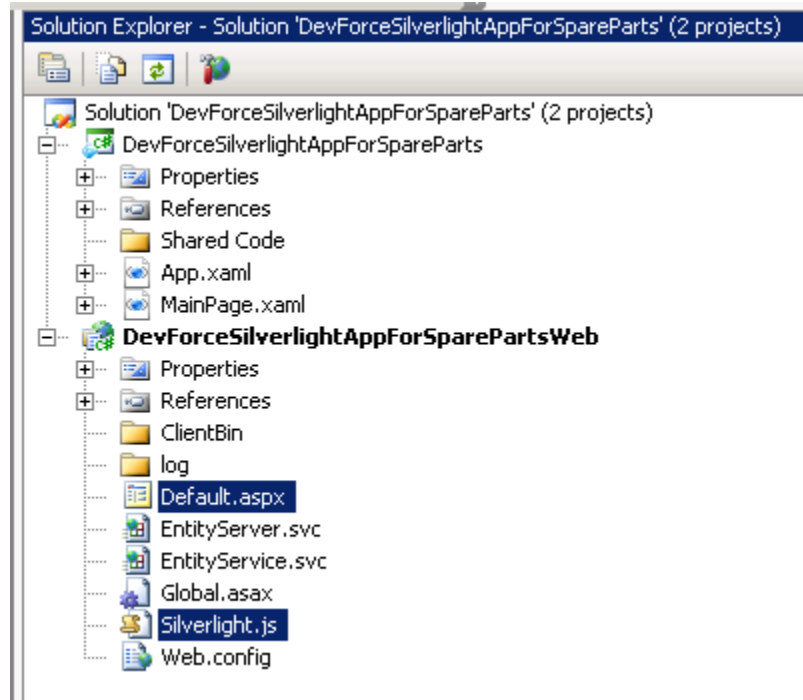 Solution Explorer - Solution 'DevForceSilverlightAppForSpareParts' (2 projects)
Solution 'DevForceSilverlightAppForSpareParts' (2 projects)
DevForceSilverlightAppForSpareParts
Properties
References
Shared Code
App.xaml
MainPage.xaml
DevForceSilverlightAppForSparePartsWeb
Properties
References
ClientBin
log
Default.aspx
EntityServer.svc
EntityService.svc
Global.asax
Silverlight.js
Web.config